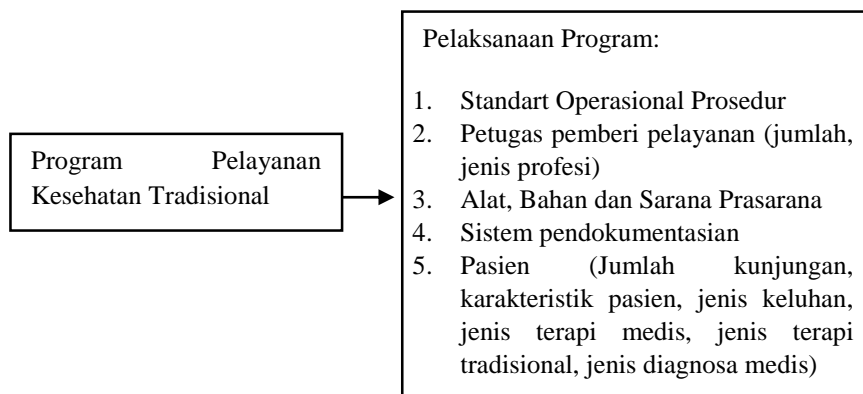 Program Pelayanan
Kesehatan Tradisional
Pelaksanaan Program:
1. Standart Operasional Prosedur
2. Petugas pemberi pelayanan (jumlah,
jenis profesi)
3. Alat, Bahan dan Sarana Prasarana
4. Sistem pendokumentasian
5. Pasien (Jumlah kunjungan,
karakteristik pasien, jenis keluhan,
jenis terapi medis, jenis terapi
tradisional, jenis diagnosa medis)